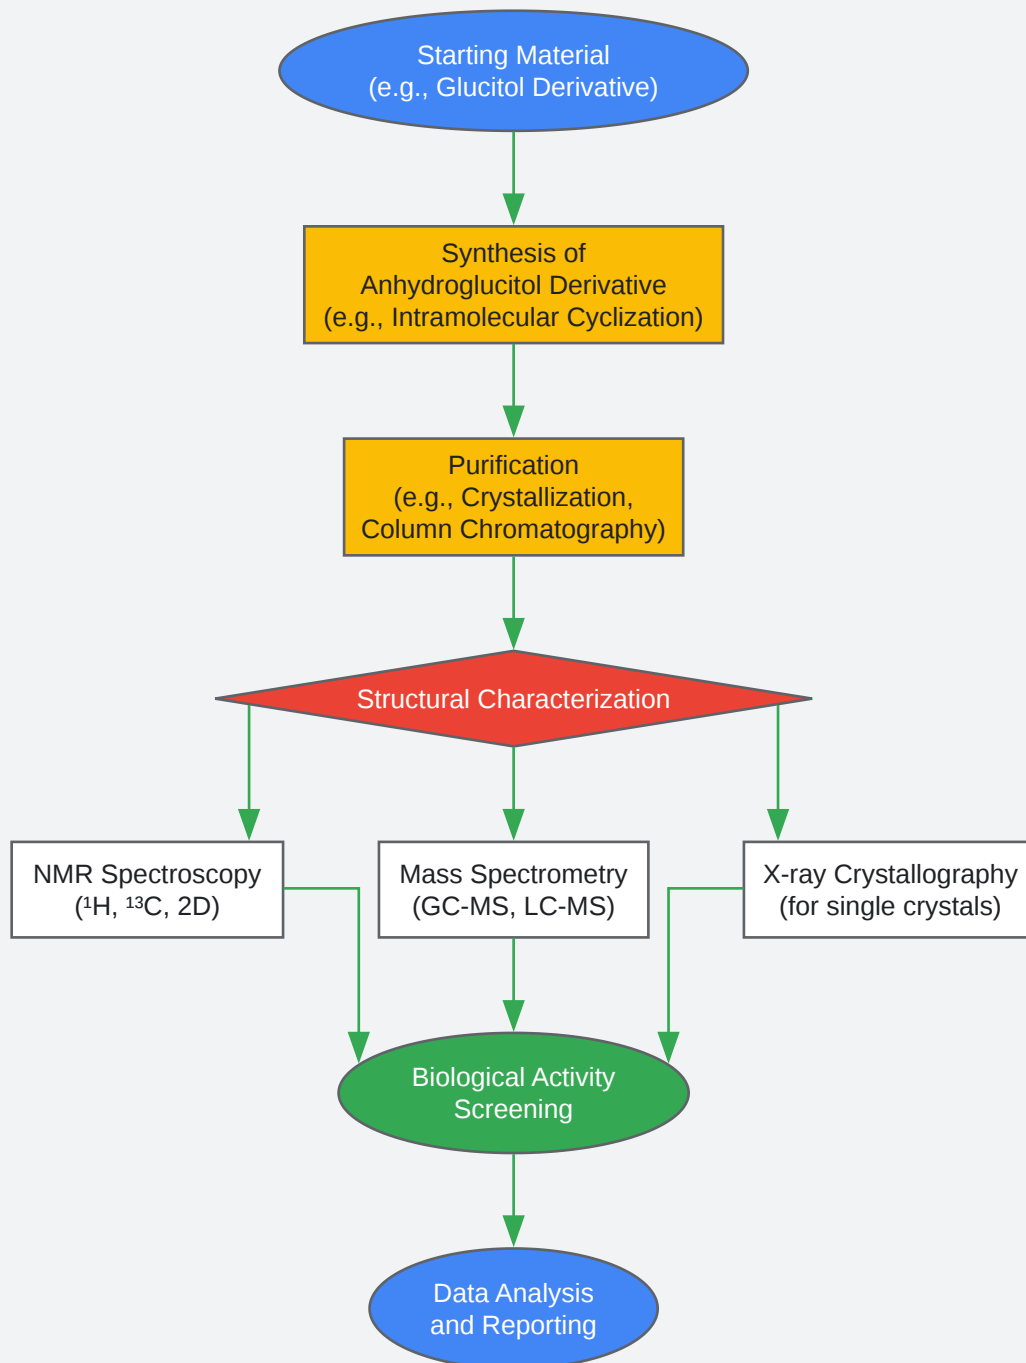 Starting Material
(e.g., Glucitol Derivative)
Synthesis of
Anhydroglucitol Derivative
(e.g., Intramolecular Cyclization)
Purification
(e.g., Crystallization,
Column Chromatography)
Structural Characterization
NMR Spectroscopy
(¹H, ¹³C, 2D)
Mass Spectrometry
(GC-MS, LC-MS)
X-ray Crystallography
(for single crystals)
Biological Activity
Screening
Data Analysis
and Reporting